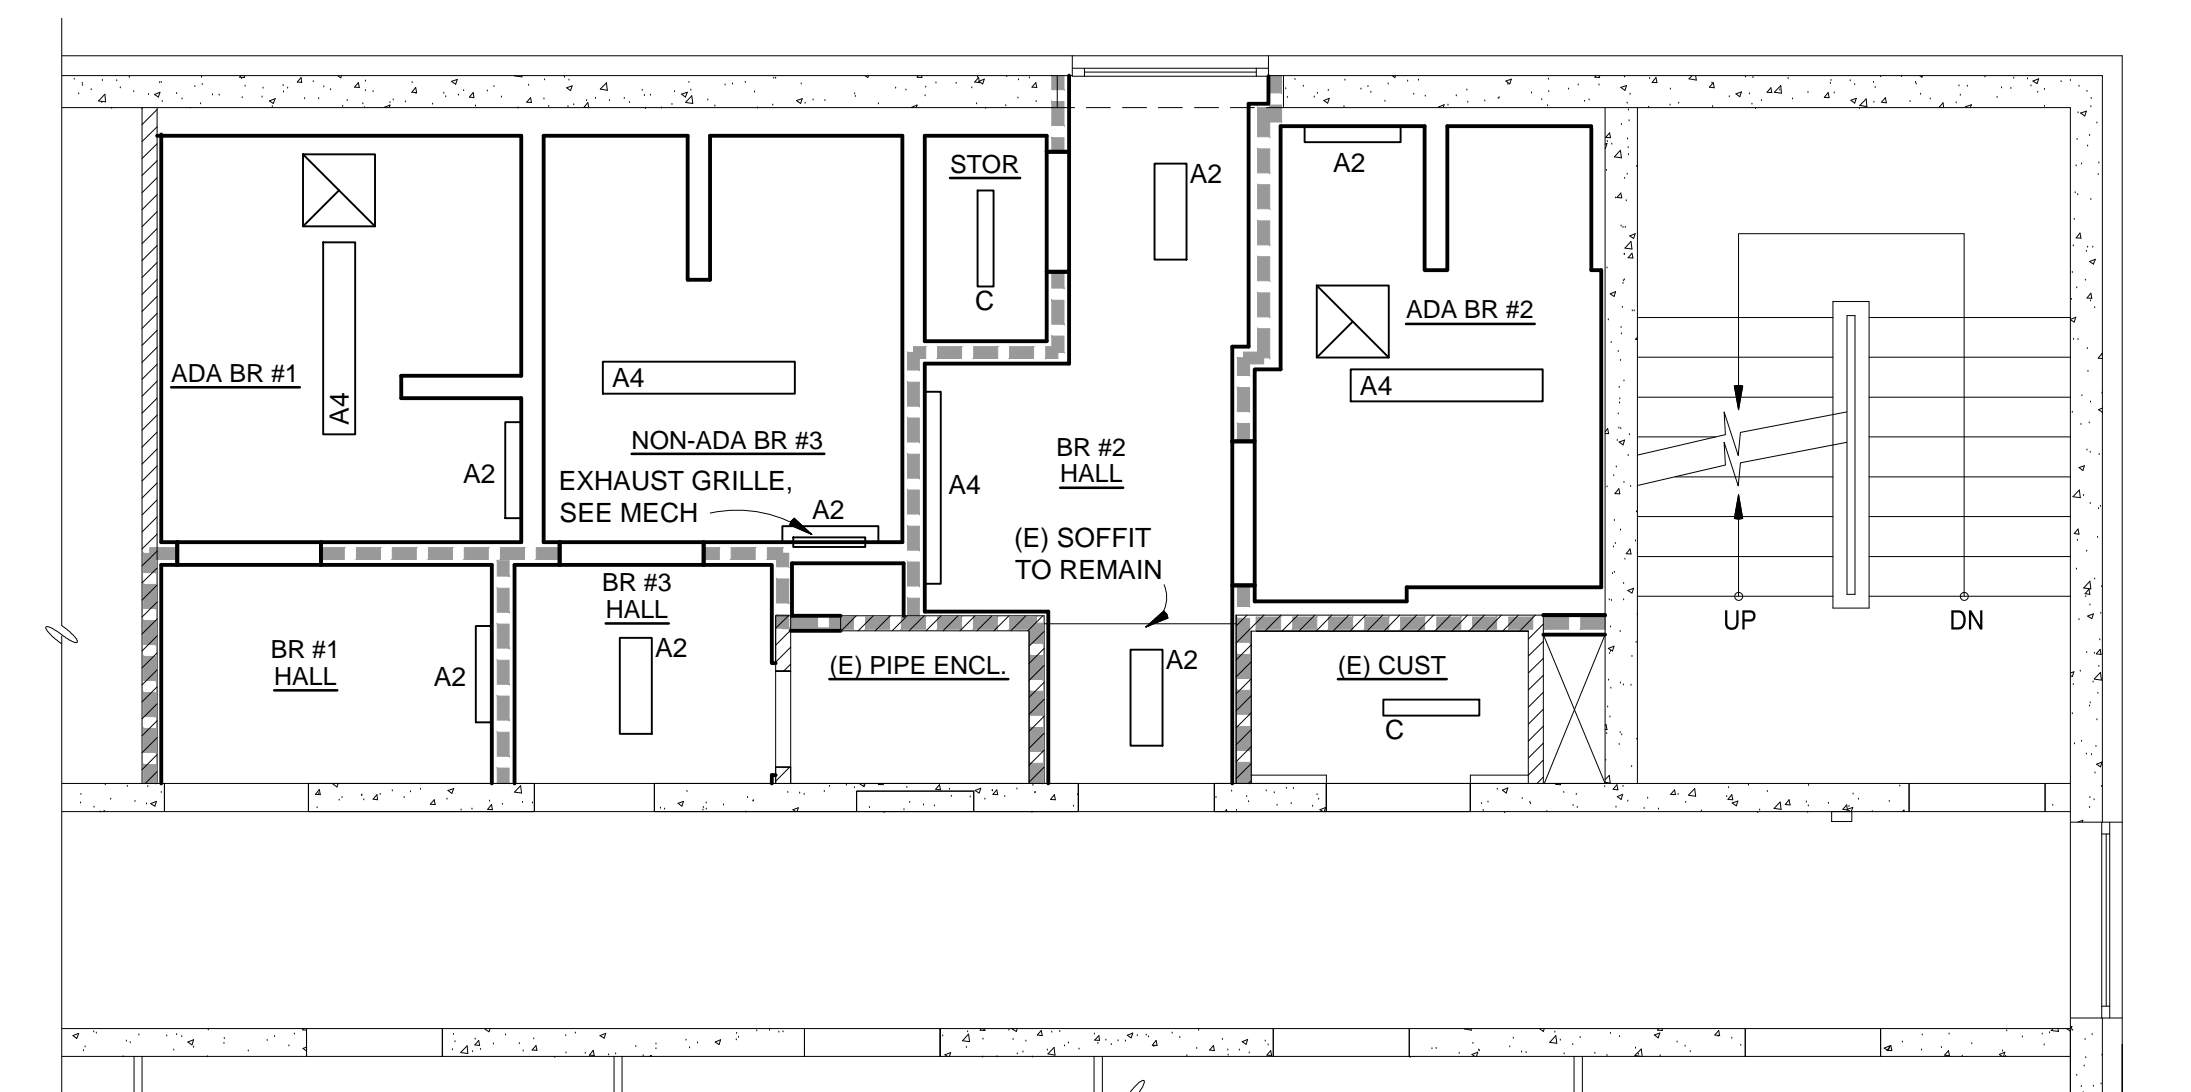 STOR
A2
A2
C
ADA BR #2
ADA BR #1
A4
A4
A4
NON-ADA BR #3
EXHAUST GRILLE,
SEE MECH
A2
A2
A4
BR #2
HALL
(E) SOFFIT
TO REMAIN
BR #3
HALL
A2
BR #1
HALL
A2
(E) PIPE ENCL.
A2
(E) CUST
C
UP
DN